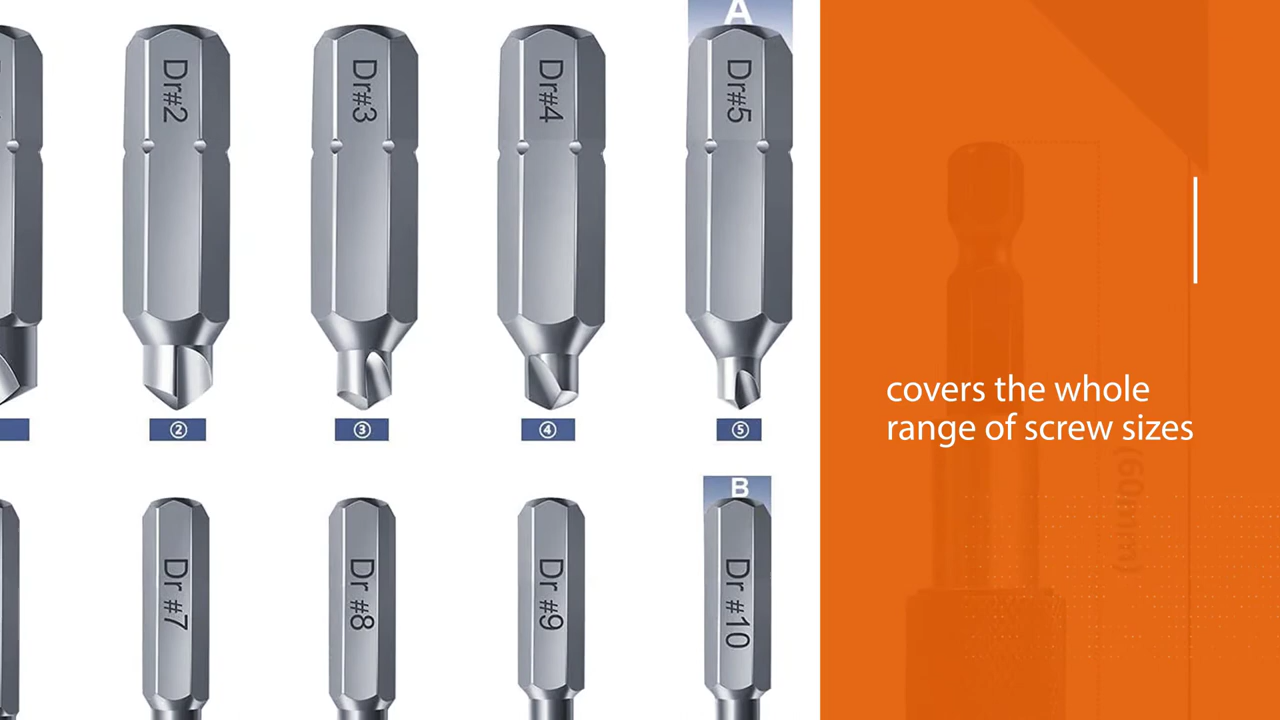 A
Dr#2
Dr#3
Dr#4
Dr#5
②
③
④
⑤
B
Dr #7
Dr #8
Dr #9
Dr #10
covers the whole
range of screw sizes
(60mm)